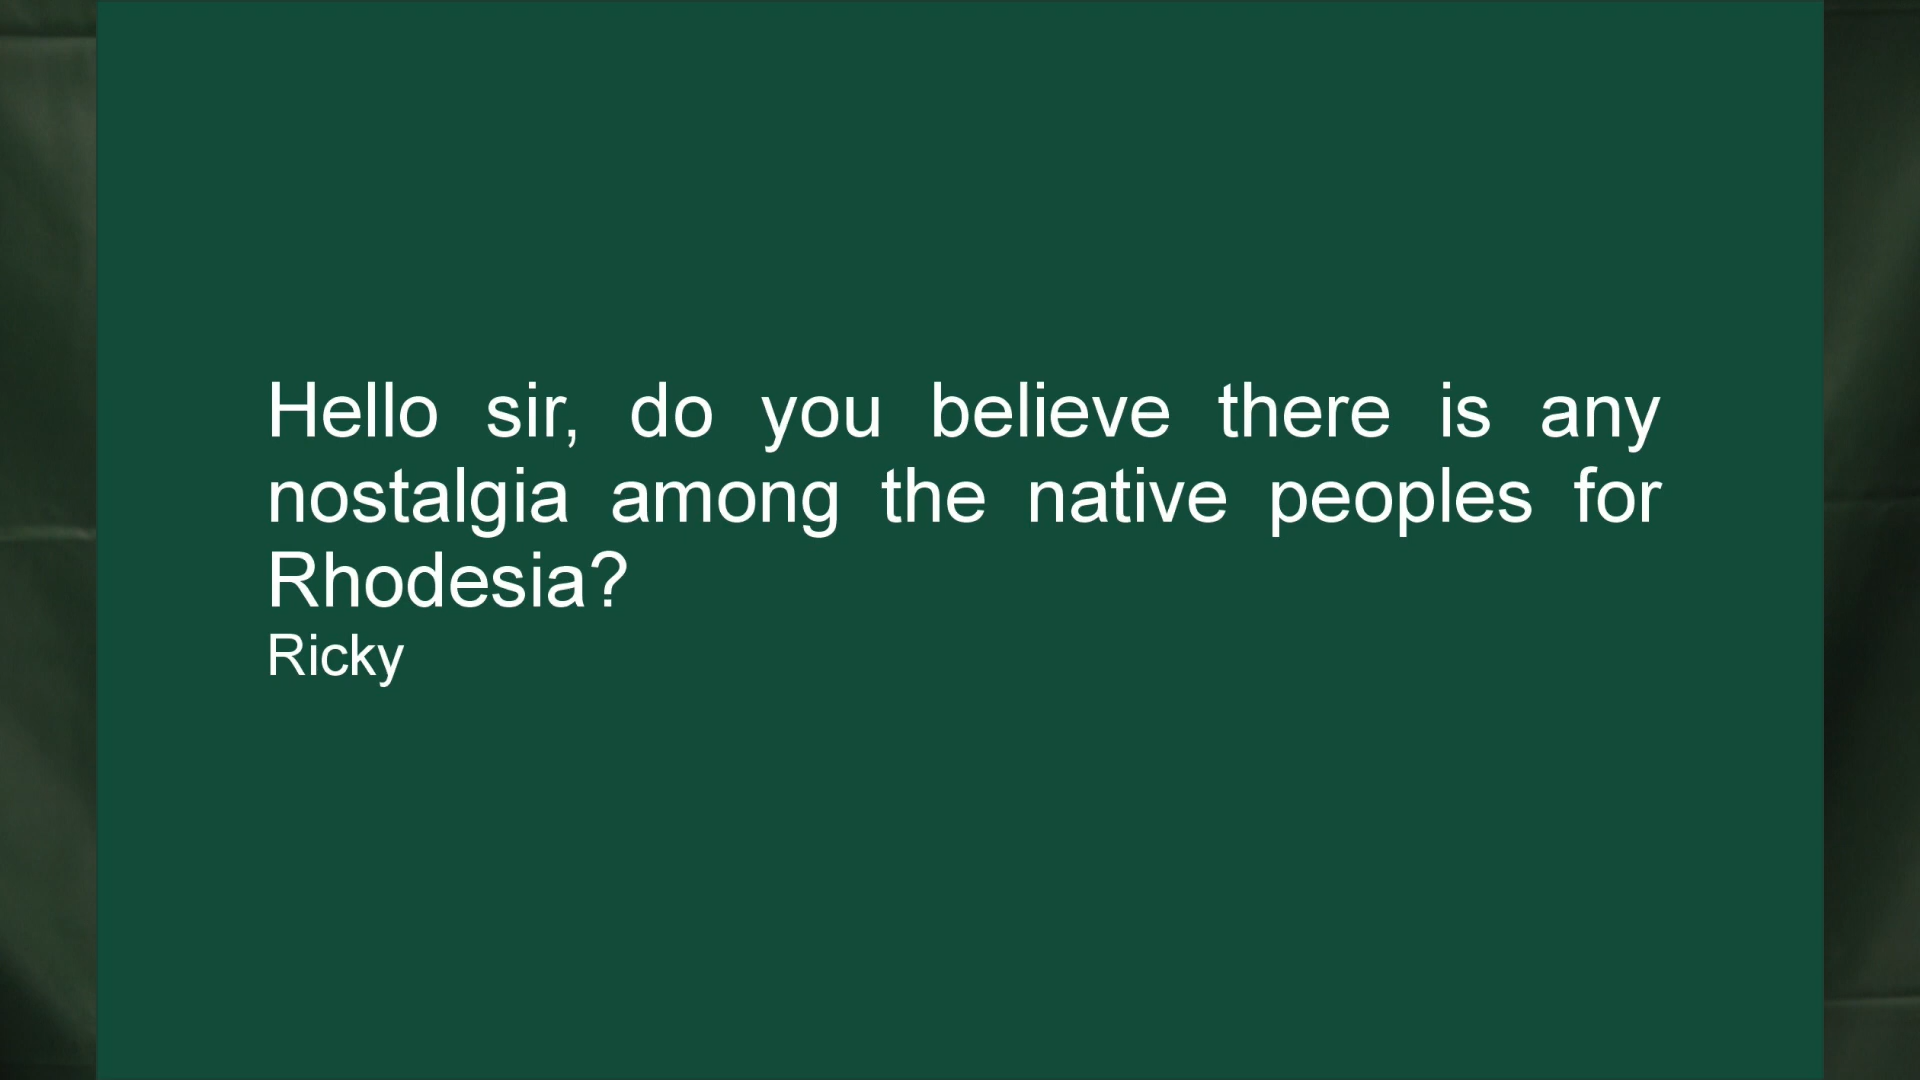 Hello sir, do you believe there is any
nostalgia among the native peoples for
Rhodesia?
Ricky